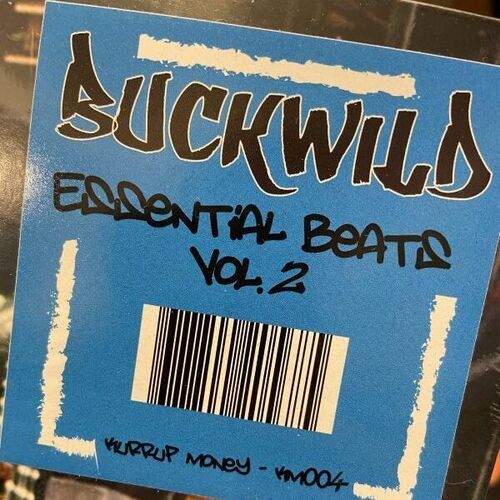 BUCKWILD
ESSENTIAL BEATS
VOL. 2
KURRUP MONEY - KM004